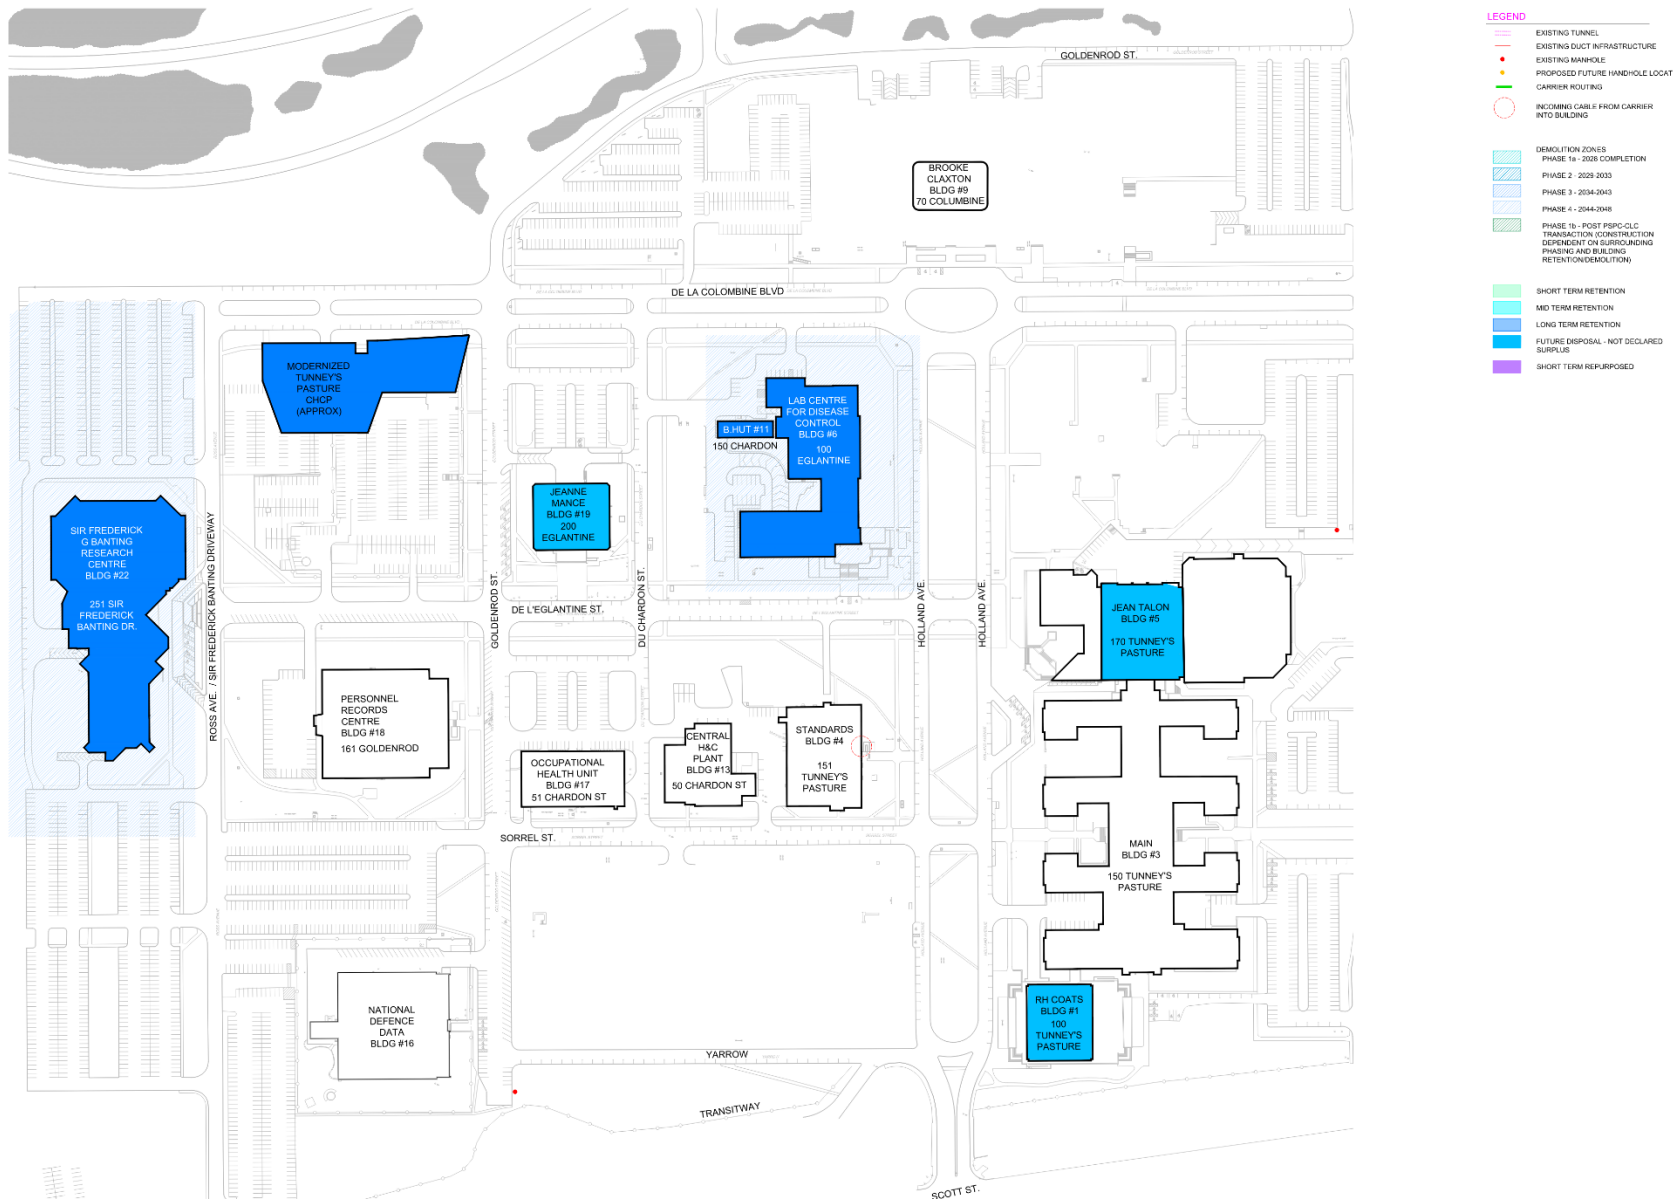 LEGEND
EXISTING TUNNEL
EXISTING DUCT INFRASTRUCTURE
EXISTING MANHOLE
PROPOSED FUTURE HANDHOLE LOCAT
CARRIER ROUTING
INCOMING CABLE FROM CARRIER
INTO BUILDING
DEMOLITION ZONES
PHASE 1a - 2028 COMPLETION
PHASE 2 - 2029-2033
PHASE 3 - 2034-2043
PHASE 4 - 2044-2048
PHASE 1b - POST PSPC-CLC
TRANSACTION (CONSTRUCTION
DEPENDENT ON SURROUNDING
PHASING AND BUILDING
RETENTION/DEMOLITION)
SHORT TERM RETENTION
MID TERM RETENTION
LONG TERM RETENTION
FUTURE DISPOSAL - NOT DECLARED
SURPLUS
SHORT TERM REPURPOSED
GOLDENROD ST.
BROOKE
CLAXTON
BLDG #9
70 COLUMBINE
DE LA COLOMBINE BLVD
MODERNIZED
TUNNEY'S
PASTURE
CHCP
(APPROX)
LAB CENTRE
FOR DISEASE
CONTROL
BLDG #6
100
EGLANTINE
B.HUT #11
150 CHARDON
JEANNE
MANCE
BLDG #19
200
EGLANTINE
SIR FREDERICK
G BANTING
RESEARCH
CENTRE
BLDG #22
251 SIR
FREDERICK
BANTING DR.
ROSS AVE. / SIR FREDERICK BANTING DRIVEWAY
GOLDENROD ST.
DE L'EGLANTINE ST.
DU CHARDON ST.
HOLLAND AVE.
HOLLAND AVE.
JEAN TALON
BLDG #5
170 TUNNEY'S
PASTURE
PERSONNEL
RECORDS
CENTRE
BLDG #18
161 GOLDENROD
OCCUPATIONAL
HEALTH UNIT
BLDG #17
51 CHARDON ST
CENTRAL
H&C
PLANT
BLDG #13
50 CHARDON ST
STANDARDS
BLDG #4
151
TUNNEY'S
PASTURE
SORREL ST.
MAIN
BLDG #3
150 TUNNEY'S
PASTURE
NATIONAL
DEFENCE
DATA
BLDG #16
RH COATS
BLDG #1
100
TUNNEY'S
PASTURE
YARROW
TRANSITWAY
SCOTT ST.